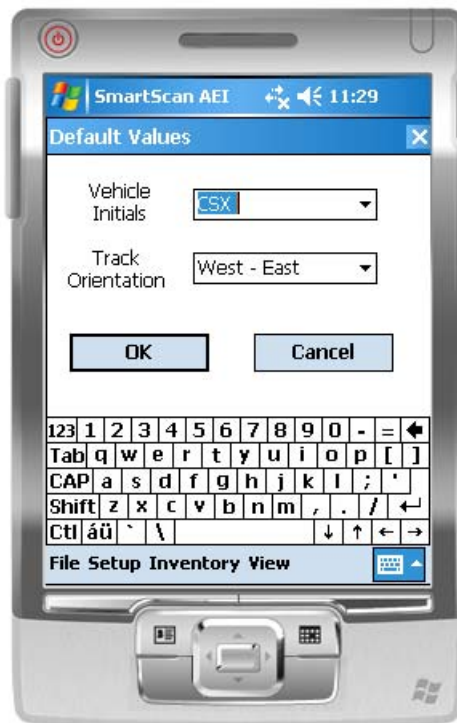 SmartScan AEI 11:29
Default Values
Vehicle
Initials
CSX
Track
Orientation
West - East
OK Cancel
123 1 2 3 4 5 6 7 8 9 0 - =
Tab q w e r t y u i o p [ ]
CAP a s d f g h j k l ; '
Shift z x c v b n m , . /
Ctl áü ` \
File Setup Inventory View